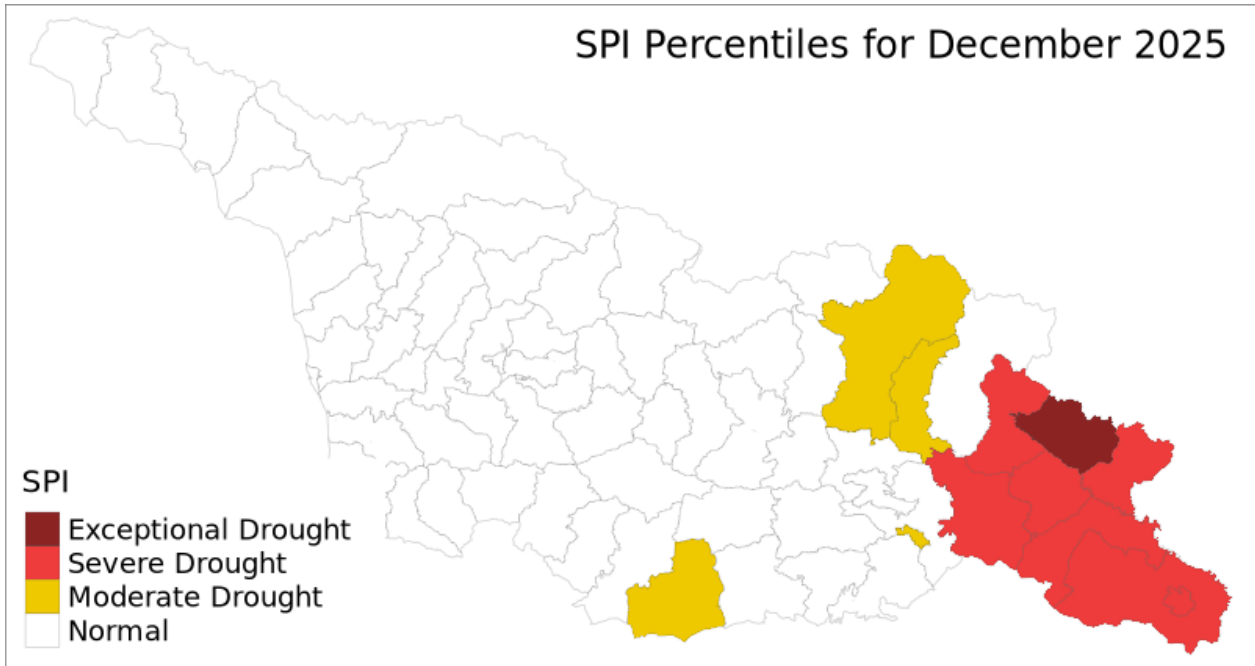 SPI Percentiles for December 2025
SPI
Exceptional Drought
Severe Drought
Moderate Drought
Normal